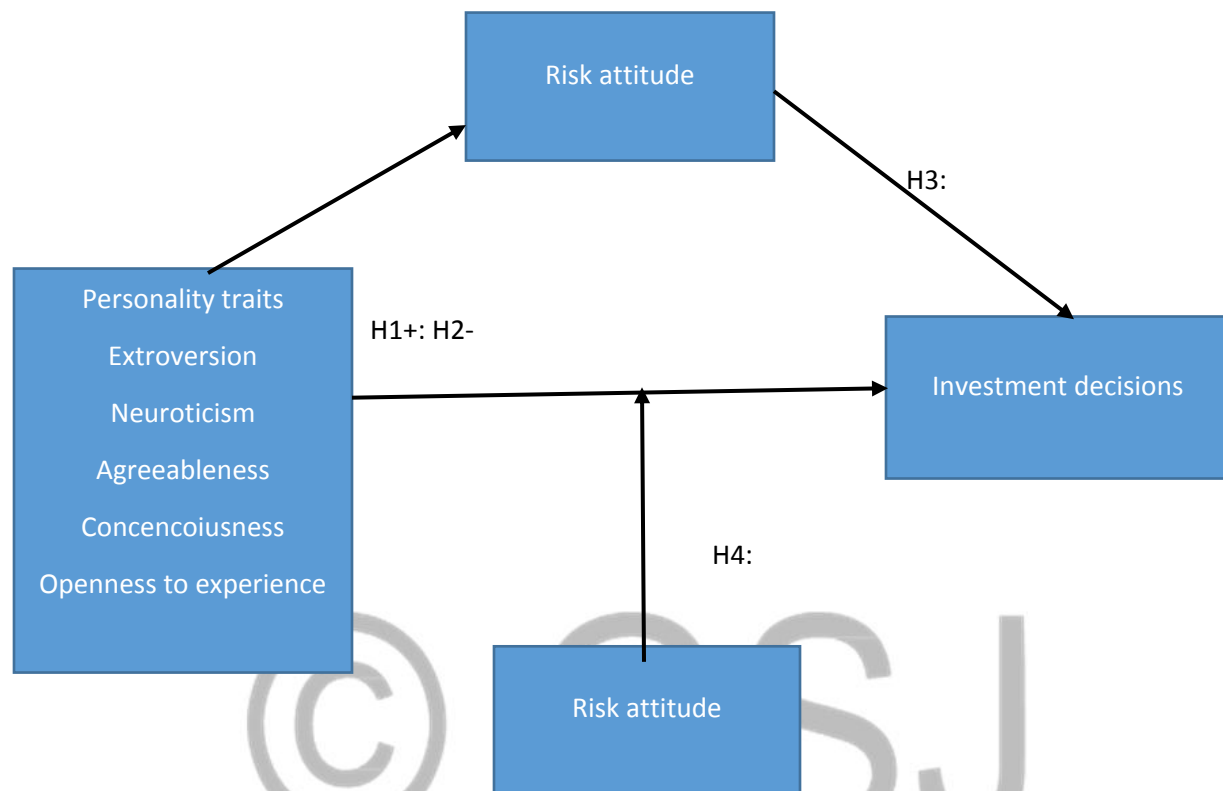 Risk attitude
H3:
Personality traits
Extroversion
Neuroticism
Agreeableness
Concencoiusness
Openness to experience
H1+: H2-
Investment decisions
H4:
Risk attitude
© GSJ